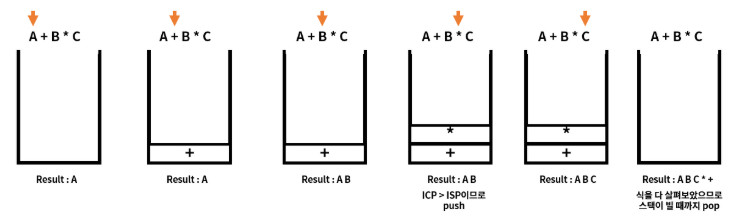 A + B * C
A + B * C
A + B * C
A + B * C
A + B * C
A + B * C
+
+
*
+
*
+
Result : A
Result : A
Result : A B
Result : A B
ICP > ISP이므로
push
Result : A B C
Result : A B C * +
식을 다 살펴보았으므로
스택이 빌 때까지 pop